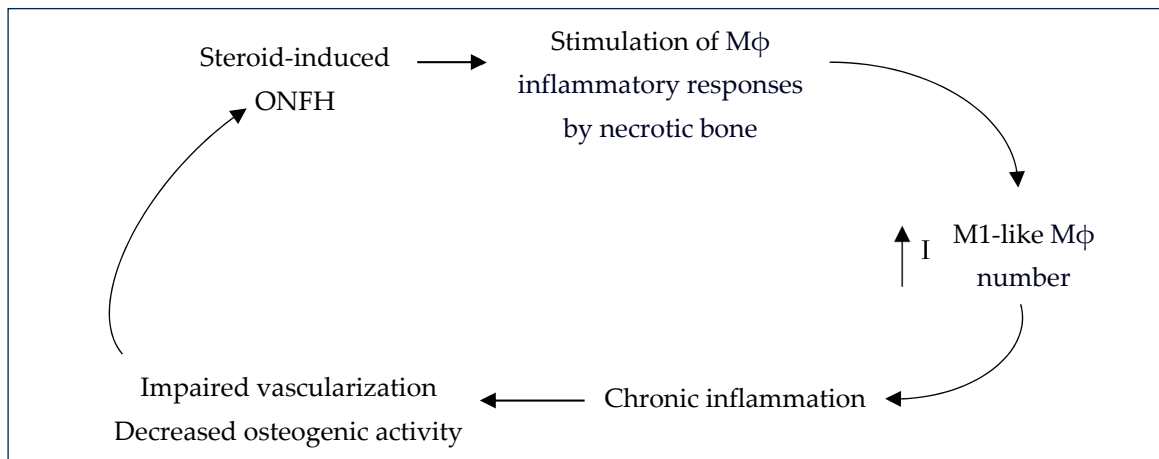 Steroid-induced
ONFH
Stimulation of Mϕ
inflammatory responses
by necrotic bone
I
M1-like Mϕ
number
Chronic inflammation
Impaired vascularization
Decreased osteogenic activity